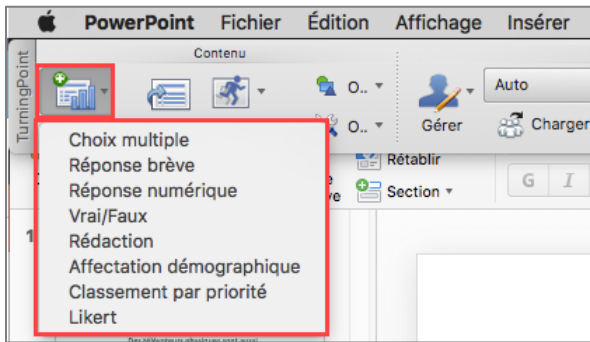 PowerPoint Fichier Édition Affichage Insérer
TurningPoint
Contenu
O..
Auto
O..
Gérer
Charger
Choix multiple
Réponse brève
Réponse numérique
Vrai/Faux
Rédaction
Affectation démographique
Classement par priorité
Likert
Rétablir
Section
G I
1